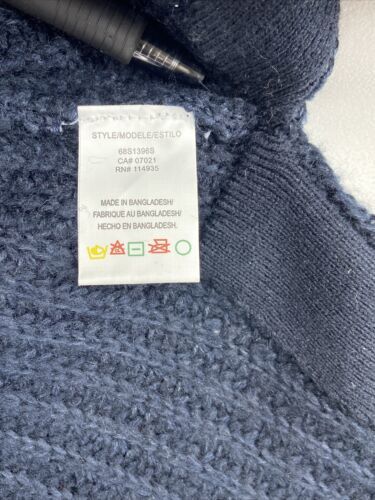 STYLE/MODELE/ESTILO
68S1396S
CA# 07021
RN# 114935
MADE IN BANGLADESH/
FABRIQUE AU BANGLADESH/
HECHO EN BANGLADESH.